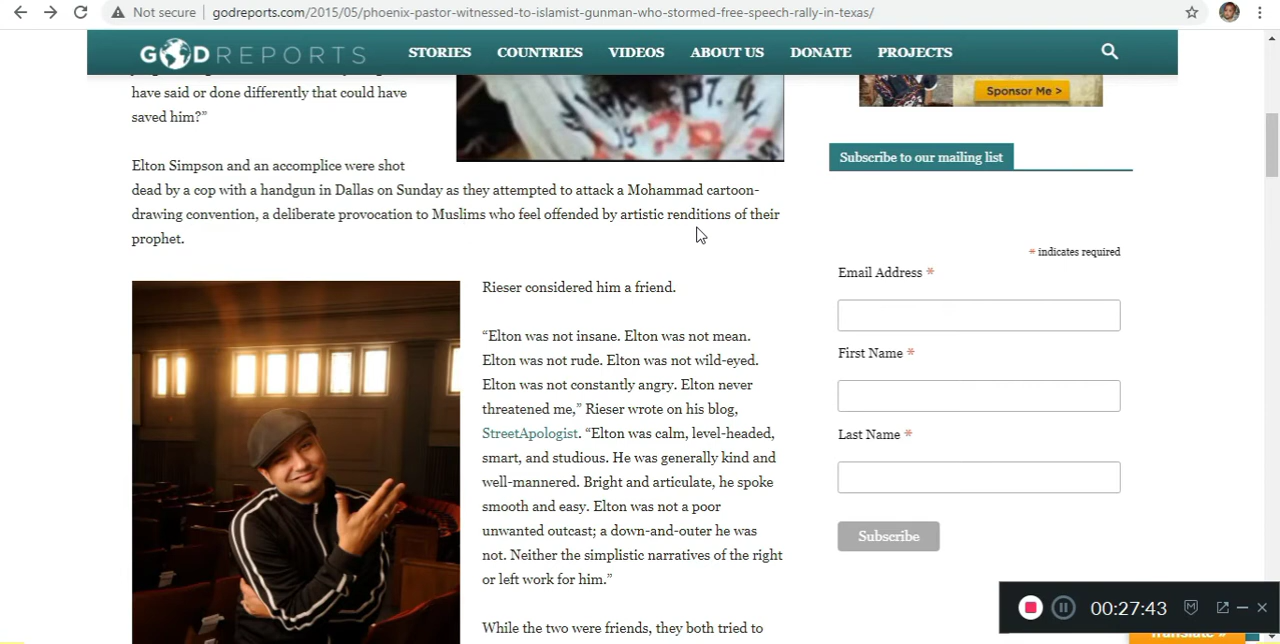 Not secure
godreports.com/2015/05/phoenix-pastor-witnessed-to-islamist-gunman-who-stormed-free-speech-rally-in-texas/
GODREPORTS
STORIES COUNTRIES VIDEOS ABOUT US DONATE PROJECTS
have said or done differently that could have
saved him?”
Elton Simpson and an accomplice were shot
dead by a cop with a handgun in Dallas on Sunday as they attempted to attack a Mohammad cartoon-
drawing convention, a deliberate provocation to Muslims who feel offended by artistic renditions of their
prophet.
Rieser considered him a friend.
“Elton was not insane. Elton was not mean.
Elton was not rude. Elton was not wild-eyed.
Elton was not constantly angry. Elton never
threatened me,” Rieser wrote on his blog,
StreetApologist. “Elton was calm, level-headed,
smart, and studious. He was generally kind and
well-mannered. Bright and articulate, he spoke
smooth and easy. Elton was not a poor
unwanted outcast; a down-and-outer he was
not. Neither the simplistic narratives of the right
or left work for him.”
While the two were friends, they both tried to
Sponsor Me >
Subscribe to our mailing list
* indicates required
Email Address *
First Name *
Last Name *
Subscribe
00:27:43
Translate »